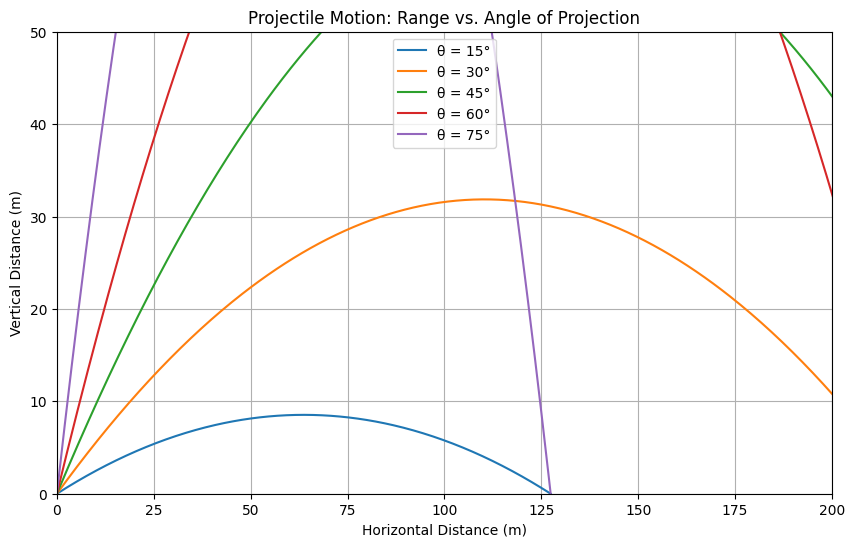 Projectile Motion: Range vs. Angle of Projection
50
40
30
20
10
0
Vertical Distance (m)
θ = 15°
θ = 30°
θ = 45°
θ = 60°
θ = 75°
0 25 50 75 100 125 150 175 200
Horizontal Distance (m)